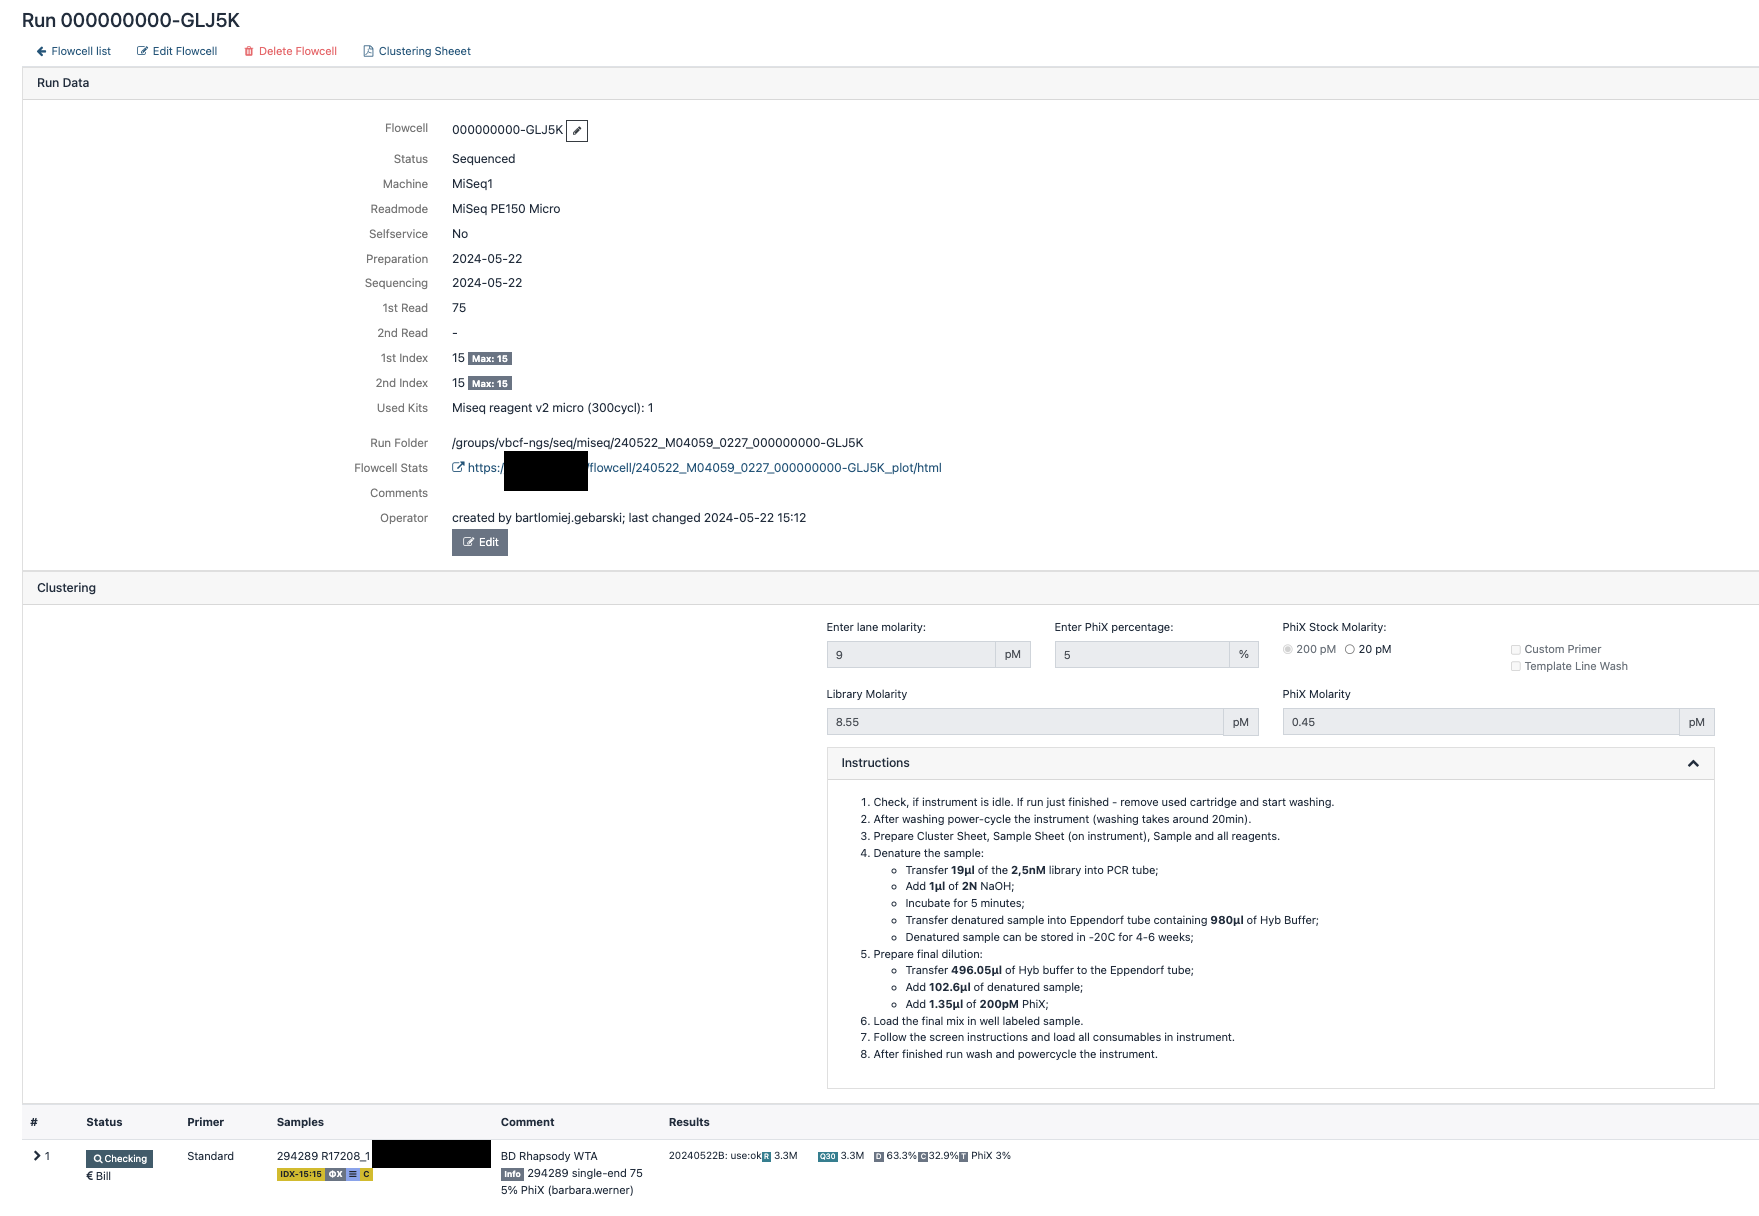 Run 000000000-GLJ5K
Flowcell list Edit Flowcell Delete Flowcell Clustering Sheeet
Run Data
Flowcell 000000000-GLJ5K
Status Sequenced
Machine MiSeq1
Readmode MiSeq PE150 Micro
Selfservice No
Preparation 2024-05-22
Sequencing 2024-05-22
1st Read 75
2nd Read -
1st Index 15 Max: 15
2nd Index 15 Max: 15
Used Kits Miseq reagent v2 micro (300cycl): 1
Run Folder /groups/vbcf-ngs/seq/miseq/240522_M04059_0227_000000000-GLJ5K
Flowcell Stats https:/ /flowcell/240522_M04059_0227_000000000-GLJ5K_plot/html
Comments
Operator created by bartlomiej.gebarski; last changed 2024-05-22 15:12
Edit
Clustering
Enter lane molarity: Enter PhiX percentage: PhiX Stock Molarity:
9 pM 5 % 200 pM 20 pM Custom Primer
Template Line Wash
Library Molarity PhiX Molarity
8.55 pM 0.45 pM
Instructions
1. Check, if instrument is idle. If run just finished - remove used cartridge and start washing.
2. After washing power-cycle the instrument (washing takes around 20min).
3. Prepare Cluster Sheet, Sample Sheet (on instrument), Sample and all reagents.
4. Denature the sample:
Transfer 19µl of the 2,5nM library into PCR tube;
Add 1µl of 2N NaOH;
Incubate for 5 minutes;
Transfer denatured sample into Eppendorf tube containing 980µl of Hyb Buffer;
Denatured sample can be stored in -20C for 4-6 weeks;
5. Prepare final dilution:
Transfer 496.05µl of Hyb buffer to the Eppendorf tube;
Add 102.6µl of denatured sample;
Add 1.35µl of 200pM PhiX;
6. Load the final mix in well labeled sample.
7. Follow the screen instructions and load all consumables in instrument.
8. After finished run wash and powercycle the instrument.
# Status Primer Samples Comment Results
1 Checking Standard 294289 R17208_1 BD Rhapsody WTA 20240522B: use:ok R 3.3M Q30 3.3M D 63.3% C 32.9% T PhiX 3%
€ Bill IDX-15:15 ΦX C Info 294289 single-end 75
5% PhiX (barbara.werner)